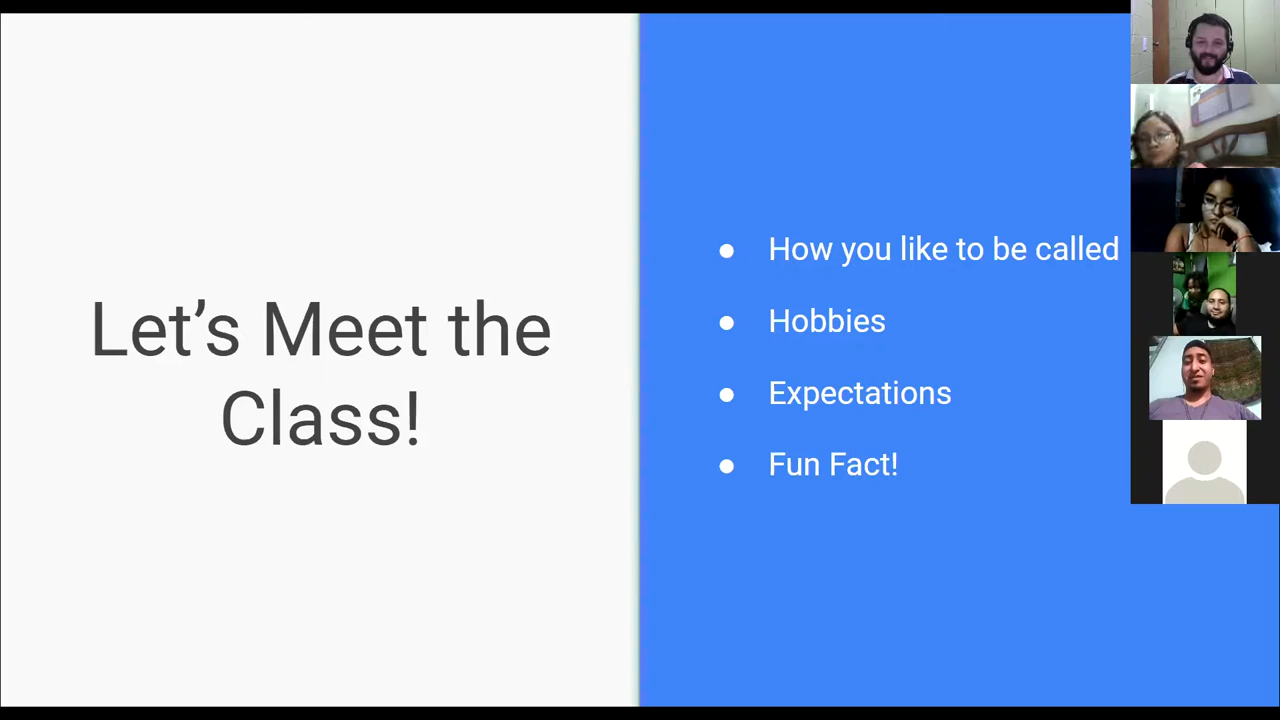 Let’s Meet the
Class!
● How you like to be called
● Hobbies
● Expectations
● Fun Fact!